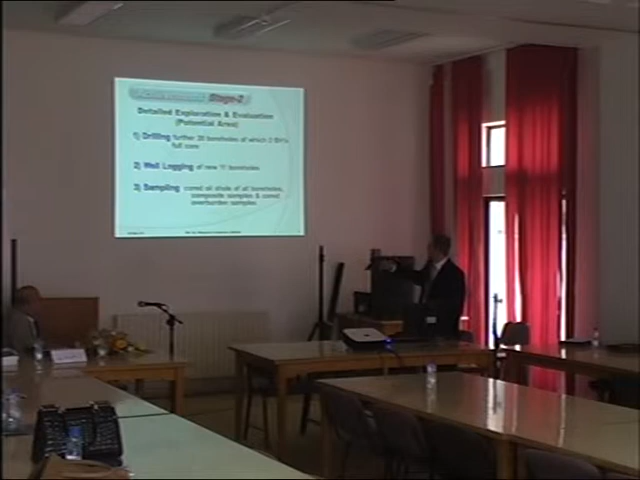 Stage-2
Detailed Exploration & Evaluation
(Potential Area)
1) Drilling further 20 boreholes of which 2 BH's
full core
2) Well Logging of new 11 boreholes
3) Sampling cored oil shale of all boreholes,
composite samples & cored
overburden samples